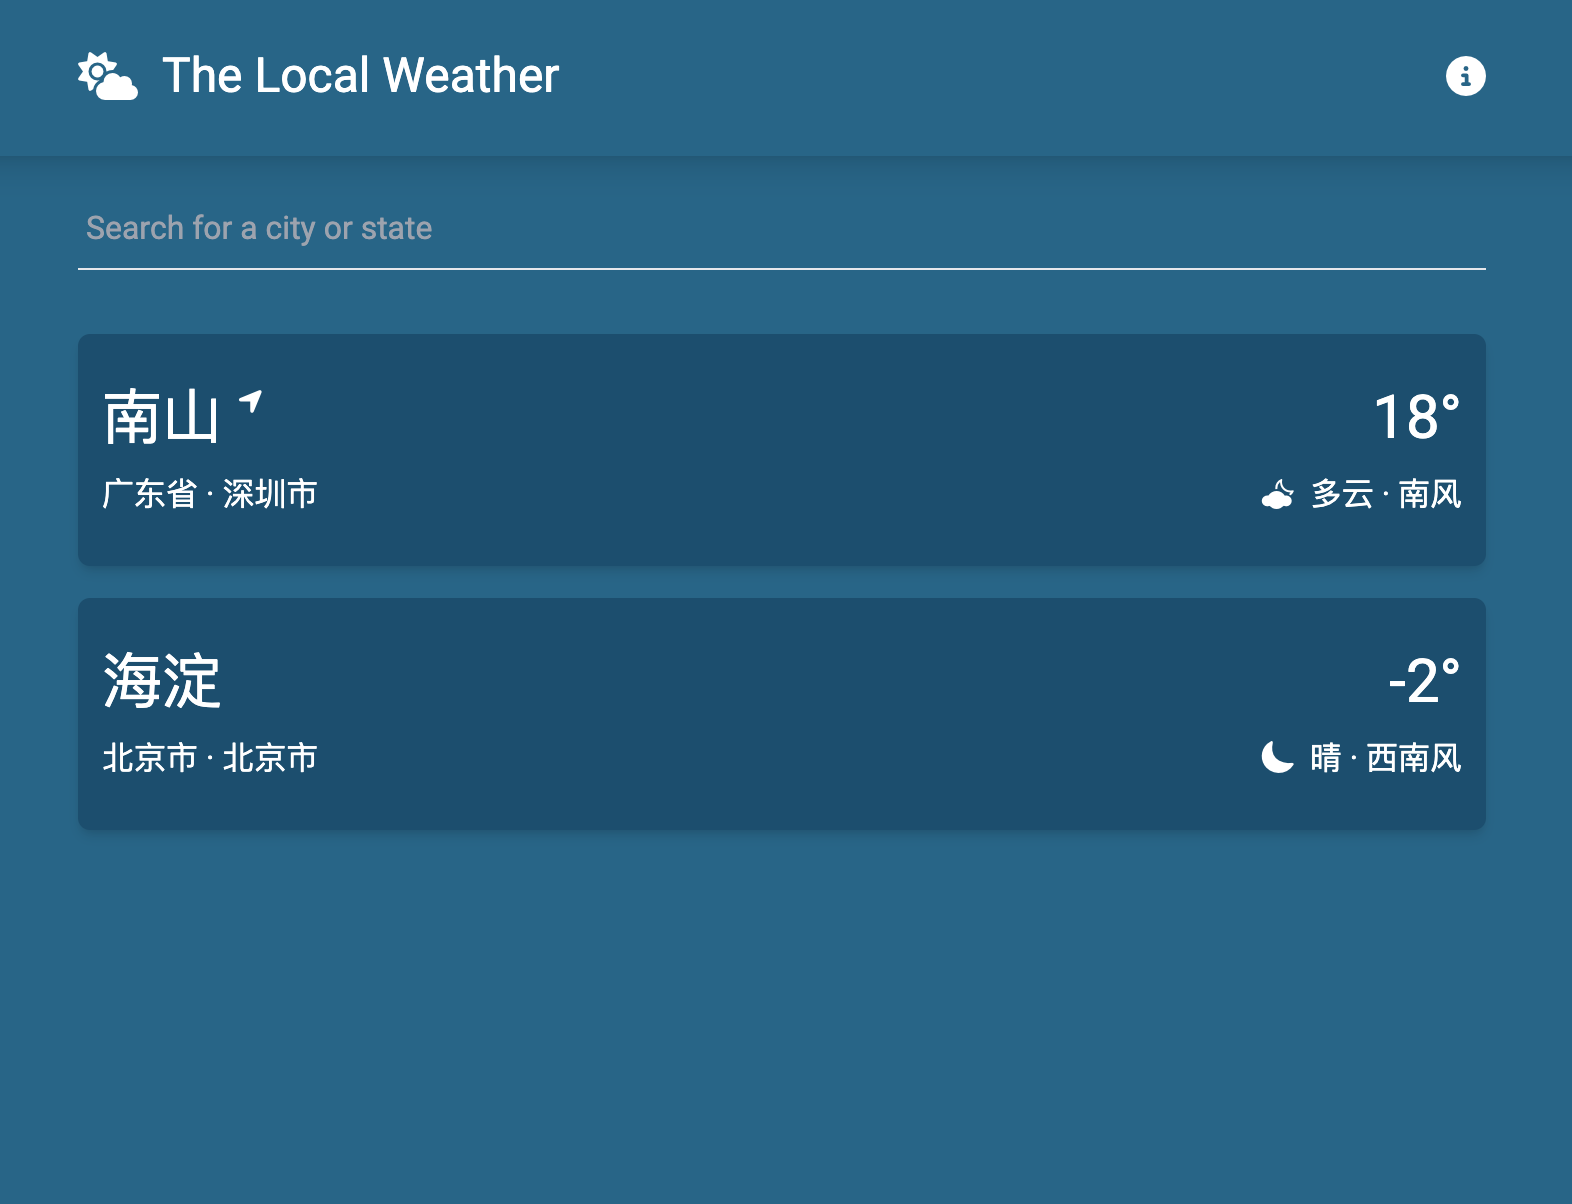 The Local Weather
Search for a city or state
南山
18°
广东省 · 深圳市
多云 · 南风
海淀
-2°
北京市 · 北京市
晴 · 西南风